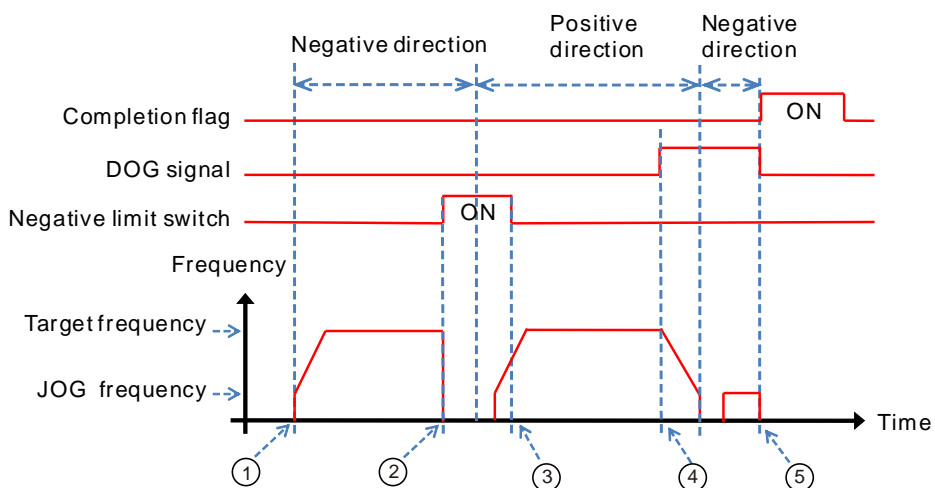 Negative direction
Positive
direction
Negative
direction
Completion flag
ON
DOG signal
Negative limit switch
ON
Frequency
Target frequency
JOG frequency
Time
1
2
3
4
5